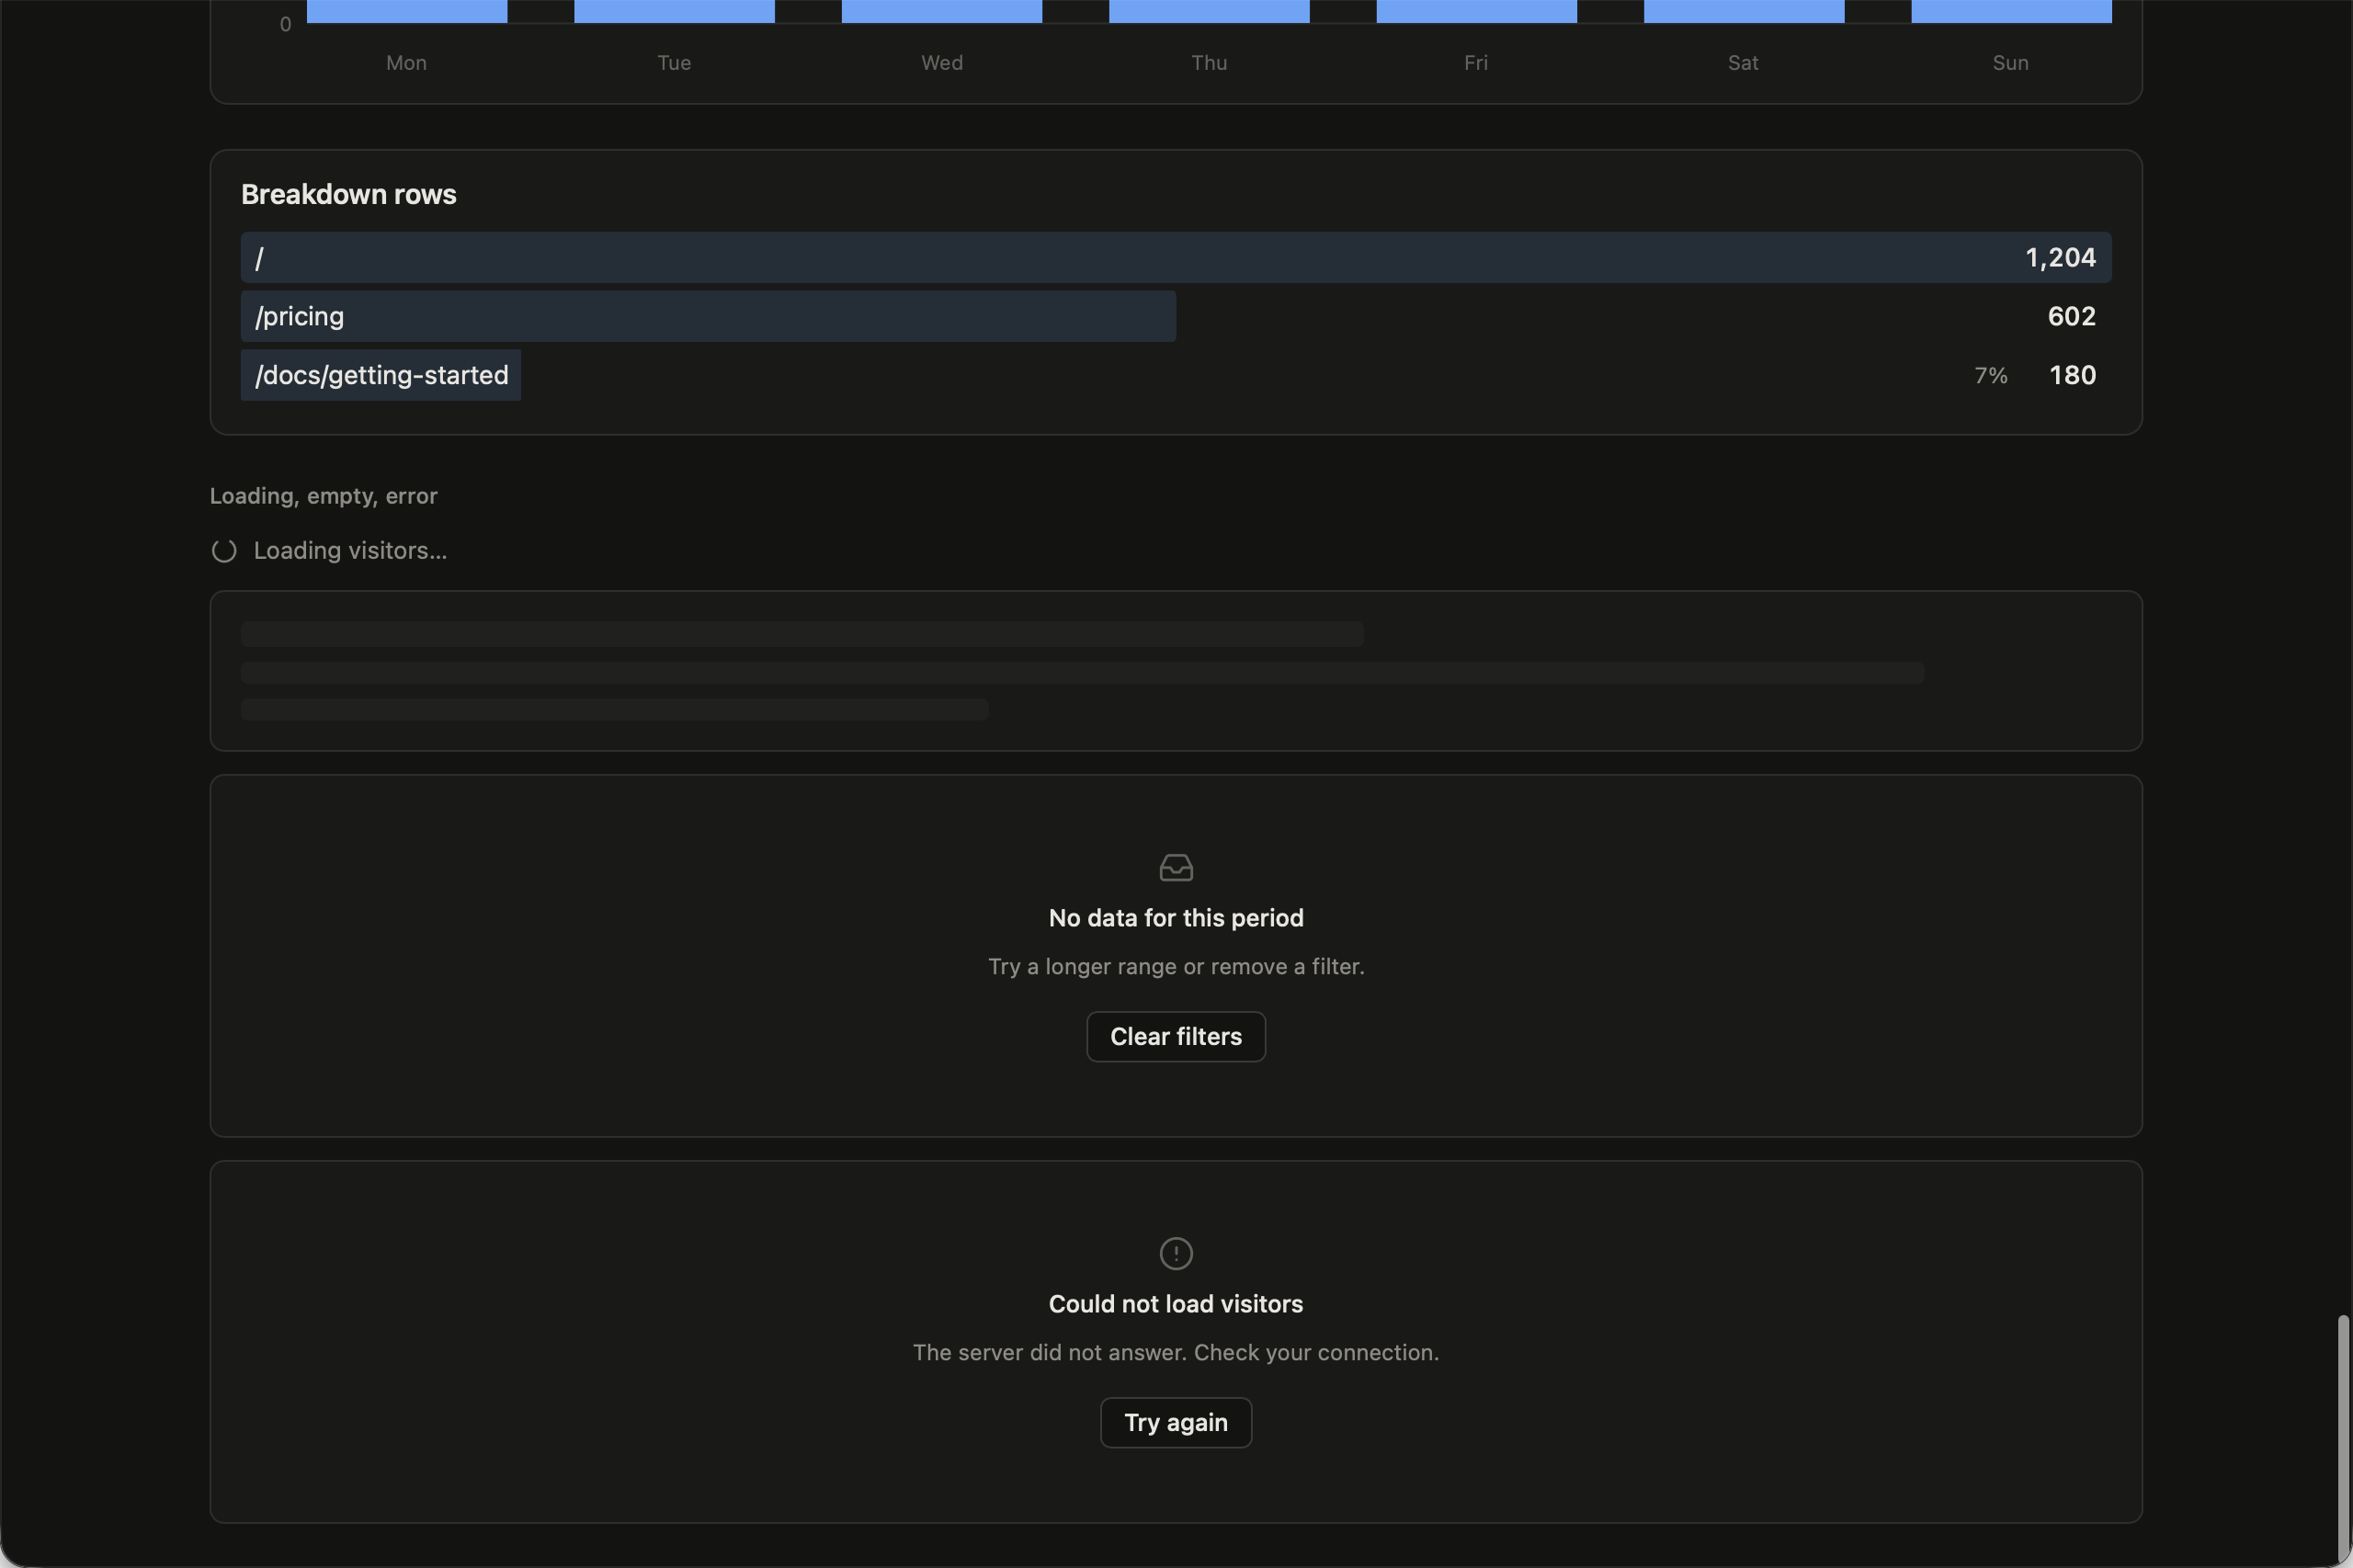 0
Mon Tue Wed Thu Fri Sat Sun
Breakdown rows
/ 1,204
/pricing 602
/docs/getting-started 7% 180
Loading, empty, error
Loading visitors...
No data for this period
Try a longer range or remove a filter.
Clear filters
Could not load visitors
The server did not answer. Check your connection.
Try again